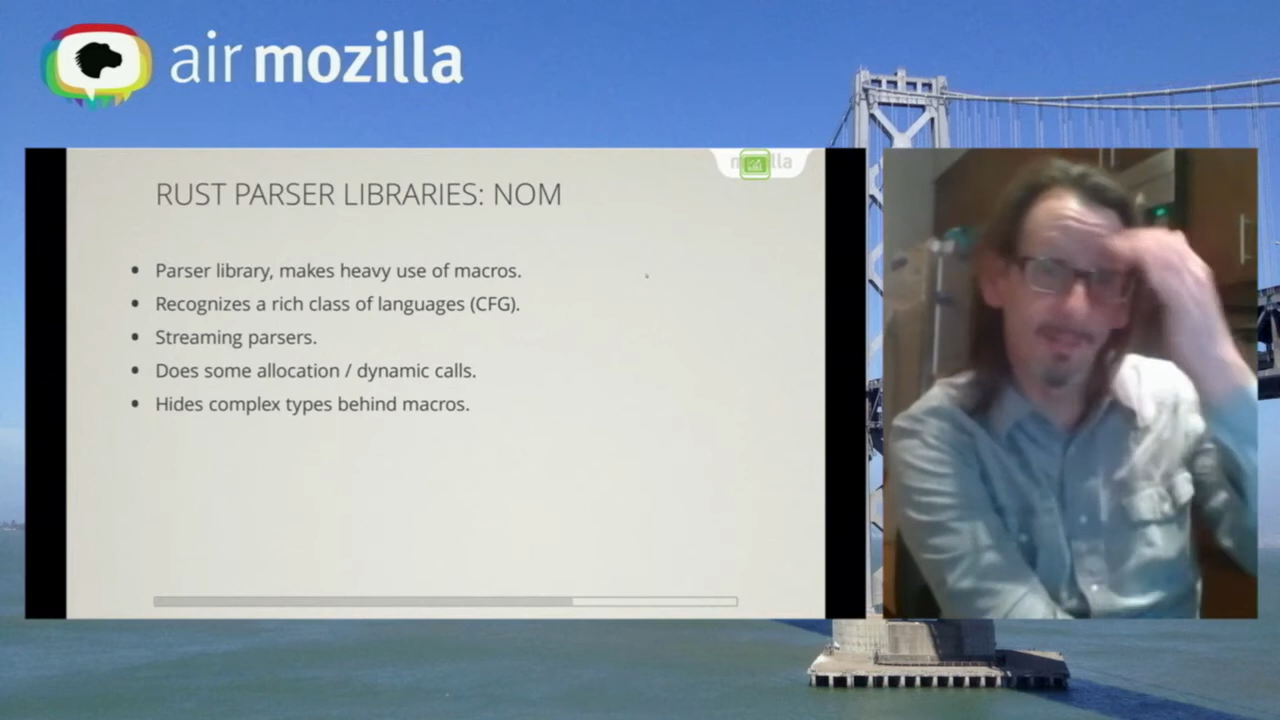 air mozilla
mozilla
RUST PARSER LIBRARIES: NOM
• Parser library, makes heavy use of macros.
• Recognizes a rich class of languages (CFG).
• Streaming parsers.
• Does some allocation / dynamic calls.
• Hides complex types behind macros.